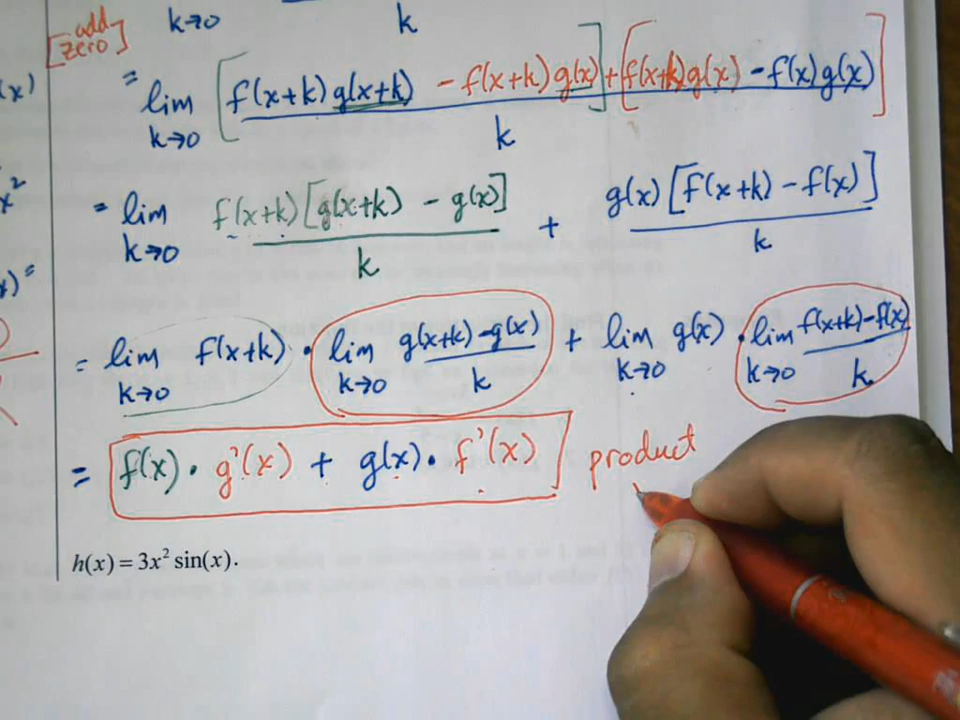 [add zero]
k→0 k
= lim k→0 [f(x+k)g(x+k) - f(x+k)g(x)] + [f(x+k)g(x) - f(x)g(x)] / k
= lim k→0 f(x+k)[g(x+k) - g(x)] / k + g(x)[f(x+k) - f(x)] / k
= lim k→0 f(x+k) · lim k→0 g(x+k)-g(x) / k + lim k→0 g(x) · lim k→0 f(x+k)-f(x) / k
= f(x)· g'(x) + g(x)· f'(x) product
h(x) = 3x² sin(x).